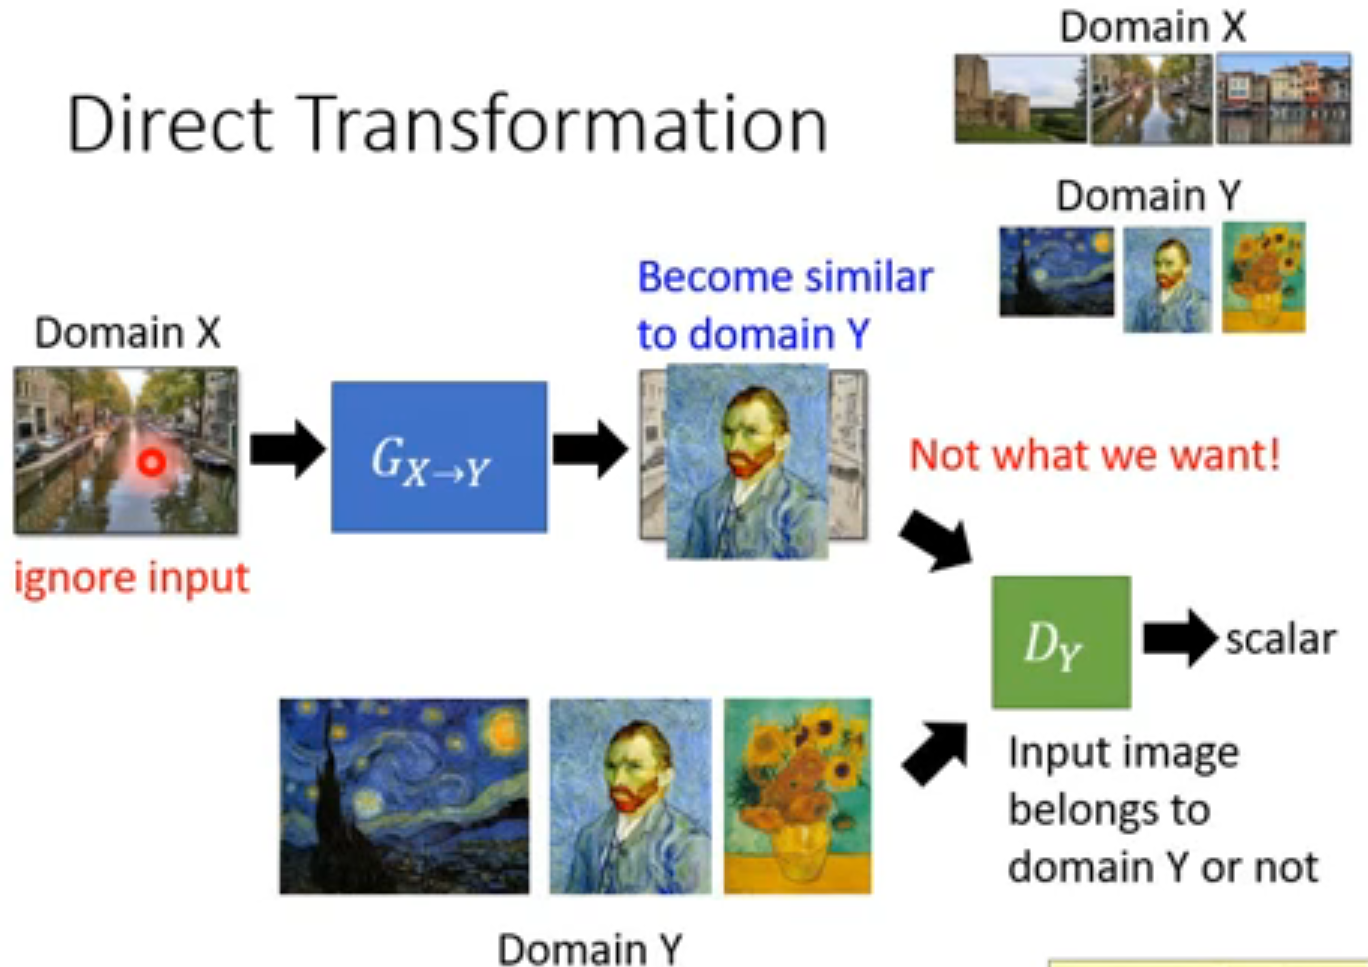 Domain X
Direct Transformation
Domain Y
Become similar
to domain Y
Domain X
G_{X→Y}
Not what we want!
ignore input
D_Y
scalar
Input image
belongs to
domain Y or not
Domain Y